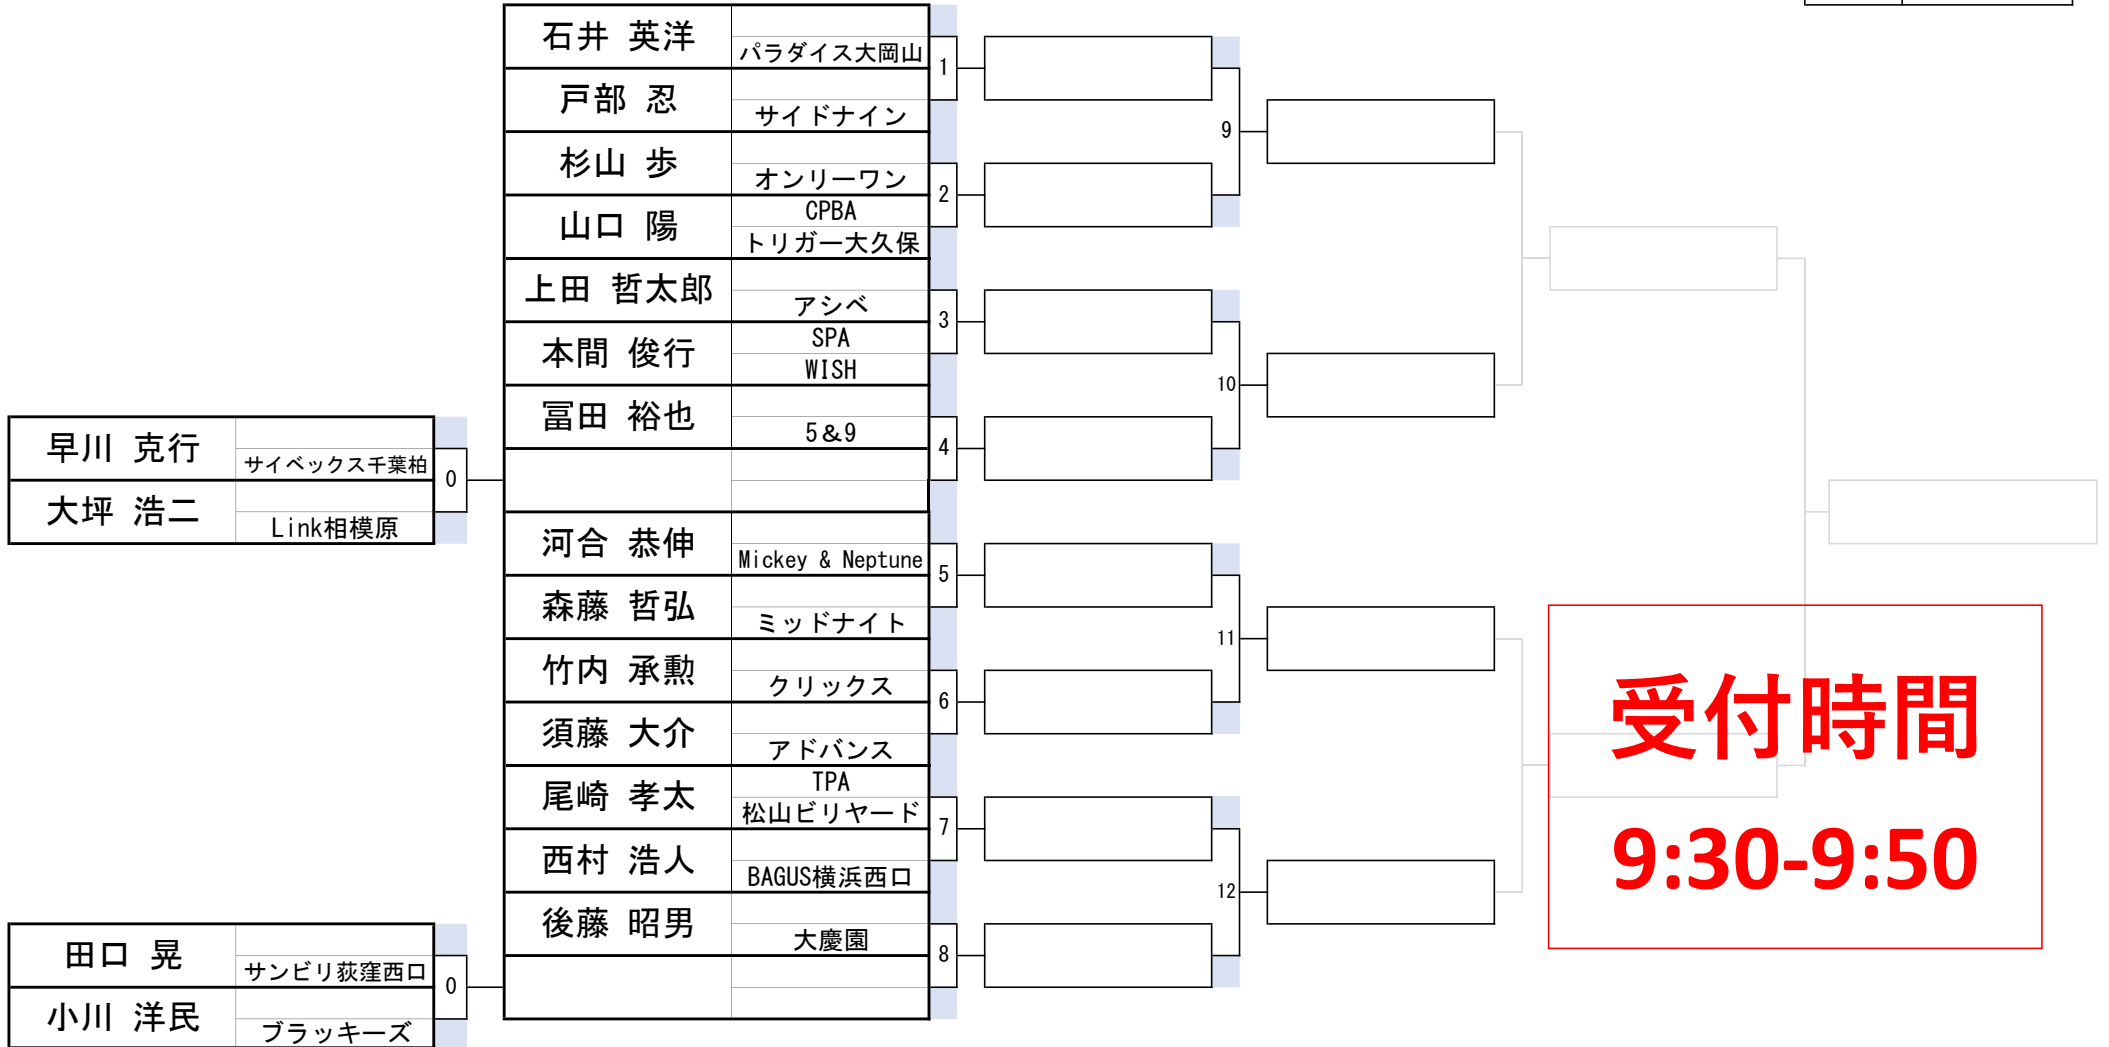 石井 英洋
パラダイス大岡山
1
戸部 忍
サイドナイン
9
杉山 歩
オンリーワン
2
山口 陽
CPBA
トリガー大久保
上田 哲太郎
アシベ
3
本間 俊行
SPA
WISH
10
冨田 裕也
5&9
4
早川 克行
サイベックス千葉柏
0
大坪 浩二
Link相模原
河合 恭伸
Mickey & Neptune
5
森藤 哲弘
ミッドナイト
11
竹内 承勲
クリックス
6
須藤 大介
アドバンス
尾崎 孝太
TPA
松山ビリヤード
7
西村 浩人
BAGUS横浜西口
12
後藤 昭男
大慶園
8
田口 晃
サンビリ荻窪西口
0
小川 洋民
ブラッキーズ
受付時間
9:30-9:50